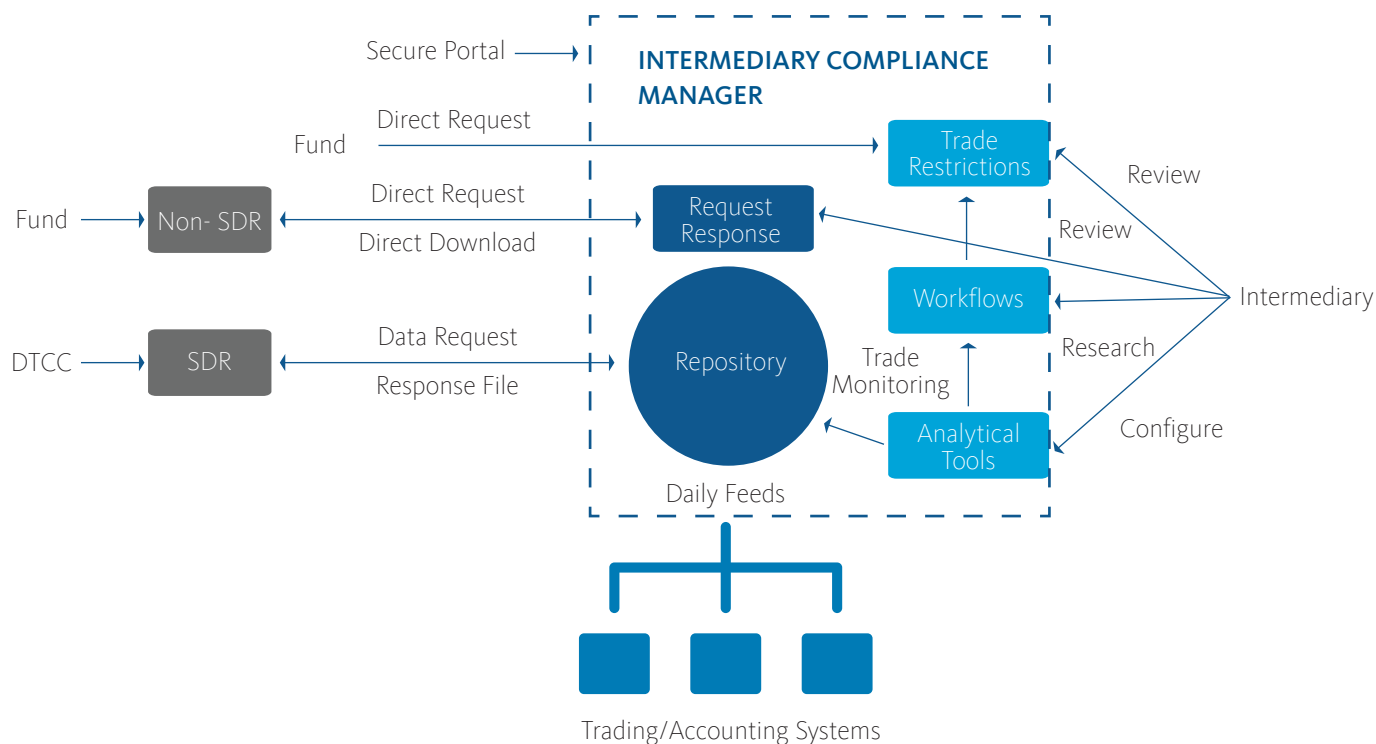 Secure Portal
INTERMEDIARY COMPLIANCE
MANAGER
Direct Request
Fund
Trade
Restrictions
Review
Direct Request
Fund
Non- SDR
Direct Download
Request
Response
Review
Workflows
Intermediary
Data Request
DTCC
SDR
Response File
Repository
Trade
Monitoring
Research
Analytical
Tools
Configure
Daily Feeds
Trading/Accounting Systems